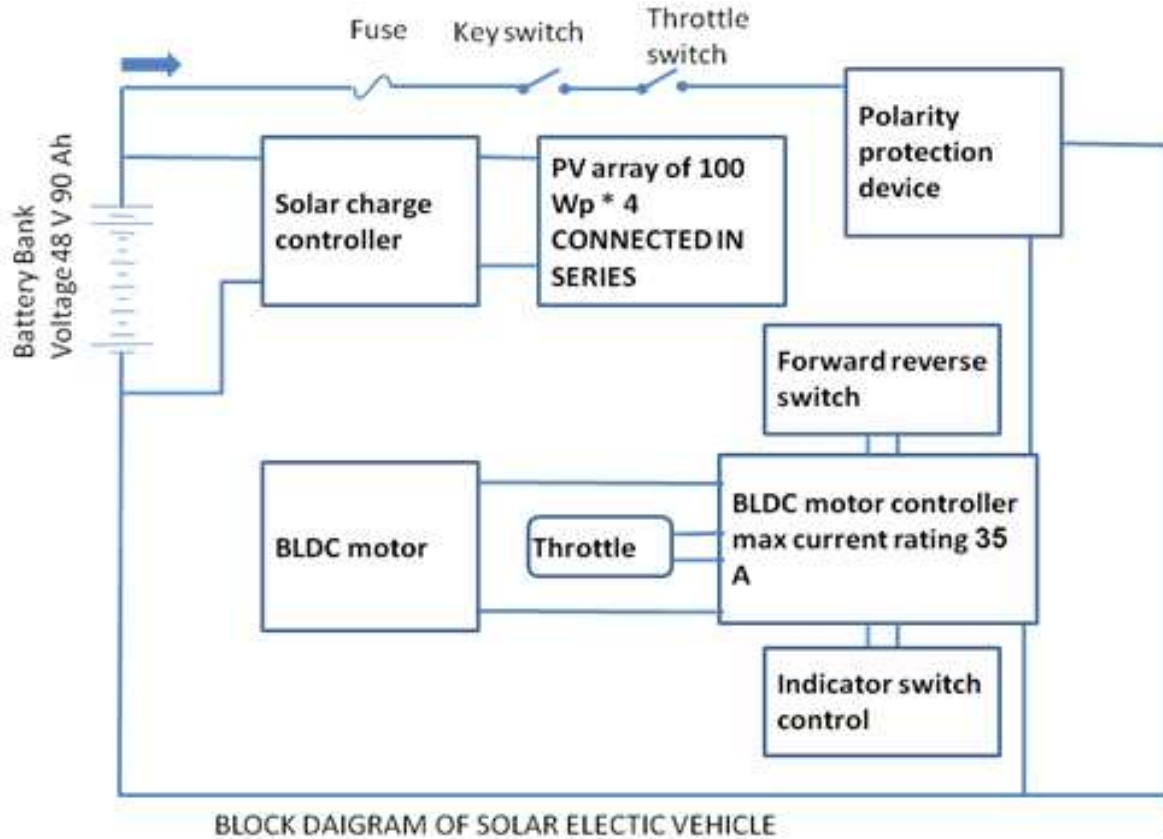 Fuse
Key switch
Throttle
switch
Battery Bank
Voltage 48 V 90 Ah
Solar charge
controller
PV array of 100
Wp * 4
CONNECTED IN
SERIES
Polarity
protection
device
Forward reverse
switch
BLDC motor
Throttle
BLDC motor controller
max current rating 35
A
Indicator switch
control
BLOCK DAIGRAM OF SOLAR ELECTIC VEHICLE